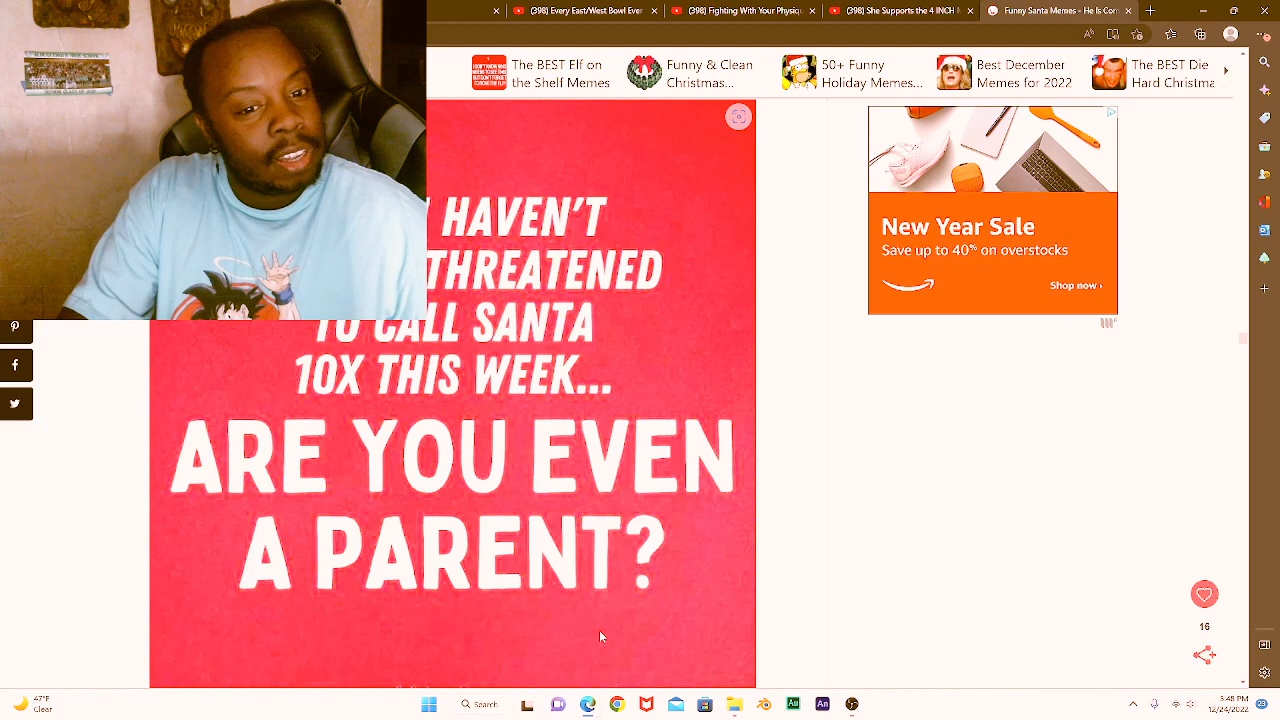 (398) Every East/West Bowl Ever
(398) Fighting With Your Physiq
(398) She Supports the 4 INCH
Funny Santa Memes - He Is Com
The BEST Elf on
the Shelf Memes
Funny & Clean
Christmas...
50+ Funny
Holiday Memes...
Best December
Memes for 2022
The BEST Di
Hard Christma
HAVEN'T
THREATENED
TO CALL SANTA
10X THIS WEEK...
ARE YOU EVEN
A PARENT?
New Year Sale
Save up to 40% on overstocks
Shop now
16
47°F
Clear
Search
Au
An
5:48 PM
12/24/2022